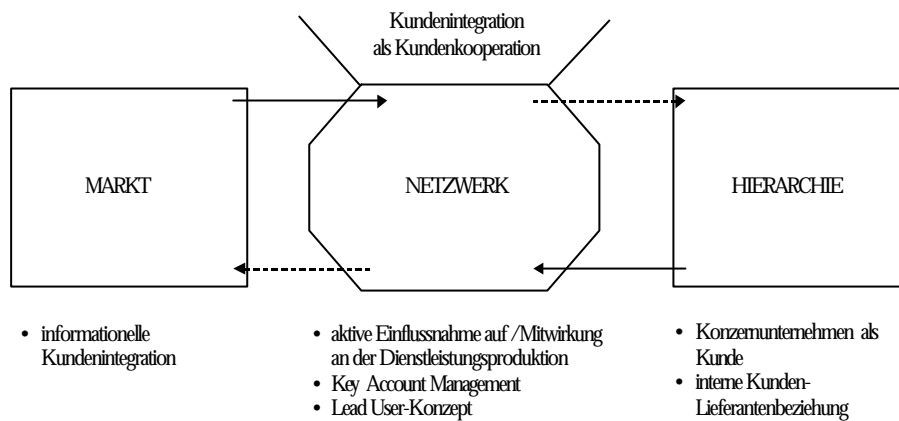 Kundenintegration
als Kundenkooperation
MARKT
NETZWERK
HIERARCHIE
• informationelle
Kundenintegration
• aktive Einflussnahme auf /Mitwirkung
an der Dienstleistungsproduktion
• Key Account Management
• Lead User-Konzept
• Konzernunternehmen als
Kunde
• interne Kunden-
Lieferantenbeziehung